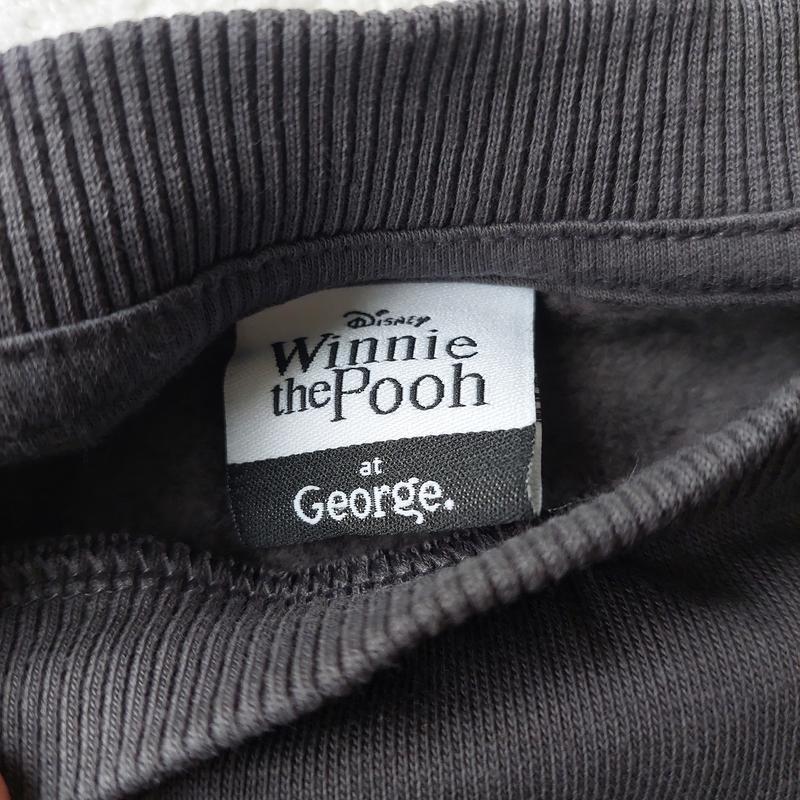 Disney
Winnie
the Pooh
at
George.